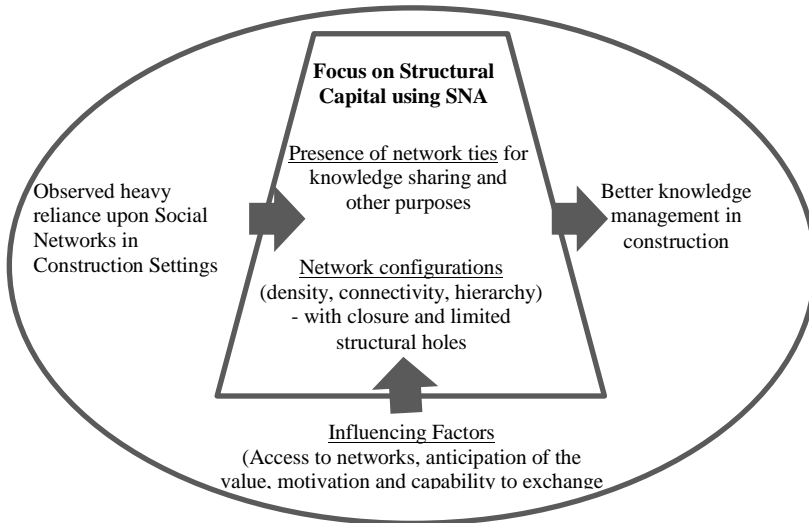 Focus on Structural
Capital using SNA
Presence of network ties for
knowledge sharing and
other purposes
Observed heavy
reliance upon Social
Networks in
Construction Settings
Better knowledge
management in
construction
Network configurations
(density, connectivity, hierarchy)
- with closure and limited
structural holes
Influencing Factors
(Access to networks, anticipation of the
value, motivation and capability to exchange